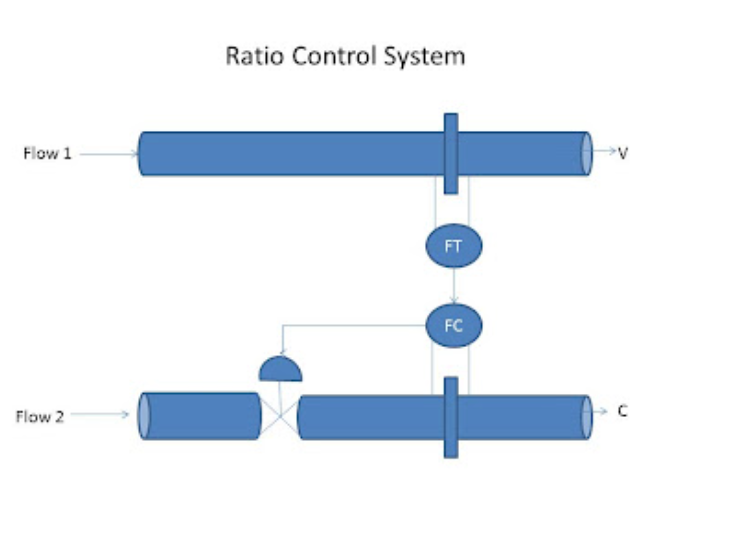 Ratio Control System
Flow 1
V
FT
FC
Flow 2
C